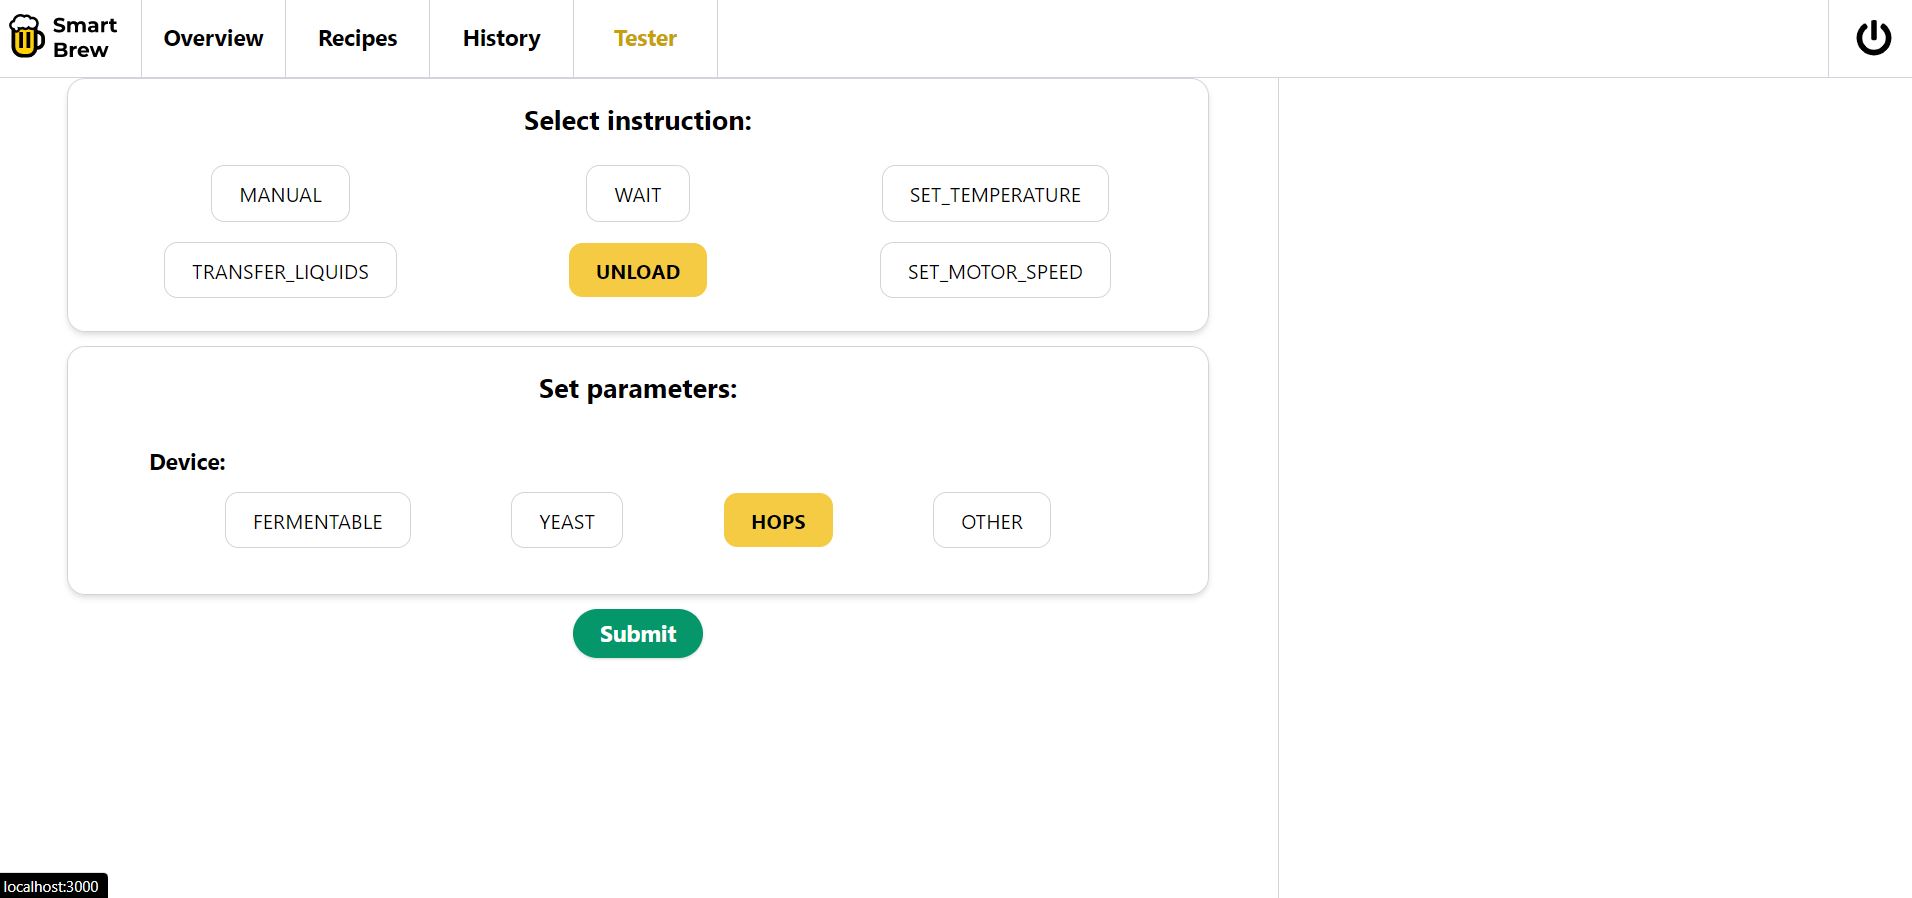 Smart
Brew
Overview
Recipes
History
Tester
Select instruction:
MANUAL
WAIT
SET_TEMPERATURE
TRANSFER_LIQUIDS
UNLOAD
SET_MOTOR_SPEED
Set parameters:
Device:
FERMENTABLE
YEAST
HOPS
OTHER
Submit
localhost:3000